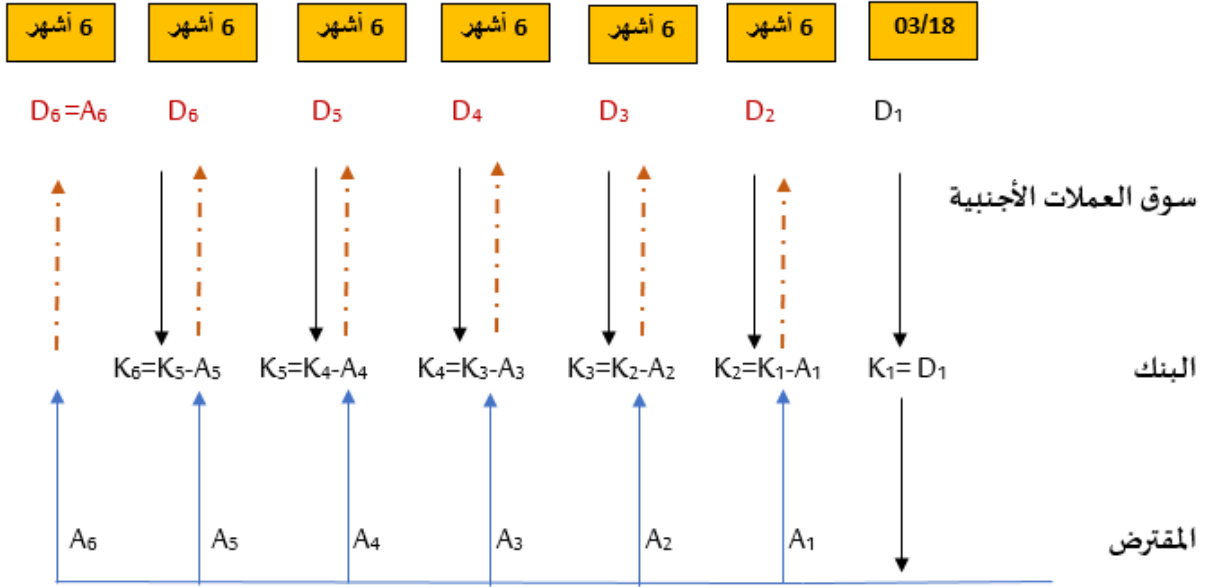 03/18 6 أشهر 6 أشهر 6 أشهر 6 أشهر 6 أشهر 6 أشهر
D₁ D₂ D₃ D₄ D₅ D₆ D₆=A₆
سوق العملات الأجنبية
البنك K₁= D₁ K₂=K₁-A₁ K₃=K₂-A₂ K₄=K₃-A₃ K₅=K₄-A₄ K₆=K₅-A₅
المقترض A₁ A₂ A₃ A₄ A₅ A₆